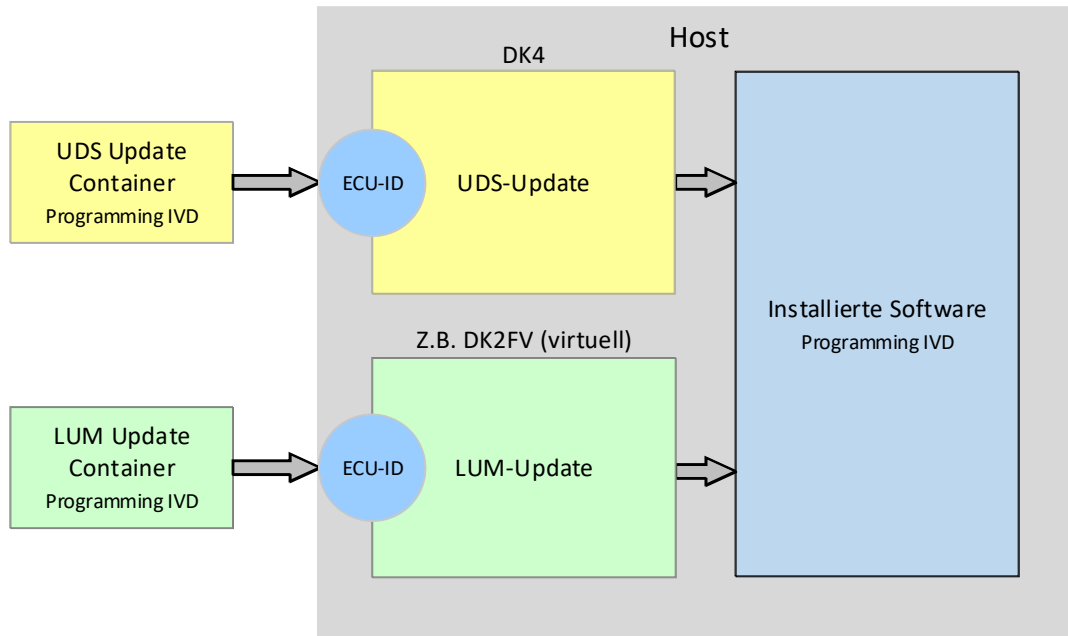 Host
DK4
UDS Update
Container
Programming IVD
ECU-ID
UDS-Update
Installierte Software
Programming IVD
Z.B. DK2FV (virtuell)
LUM Update
Container
Programming IVD
ECU-ID
LUM-Update